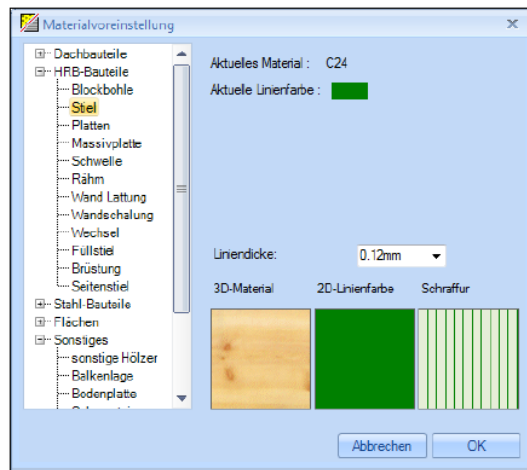 Materialvoreinstellung
Dachbauteile
HRB-Bauteile
Blockbohle
Stiel
Platten
Massivplatte
Schwelle
Rähm
Wand Lattung
Wandschalung
Wechsel
Füllstiel
Brüstung
Seitenstiel
Stahl-Bauteile
Flächen
Sonstiges
sonstige Hölzer
Balkenlage
Bodenplatte
Aktuelles Material : C24
Aktuelle Linienfarbe :
Liniendicke: 0.12mm
3D-Material 2D-Linienfarbe Schraffur
Abbrechen OK